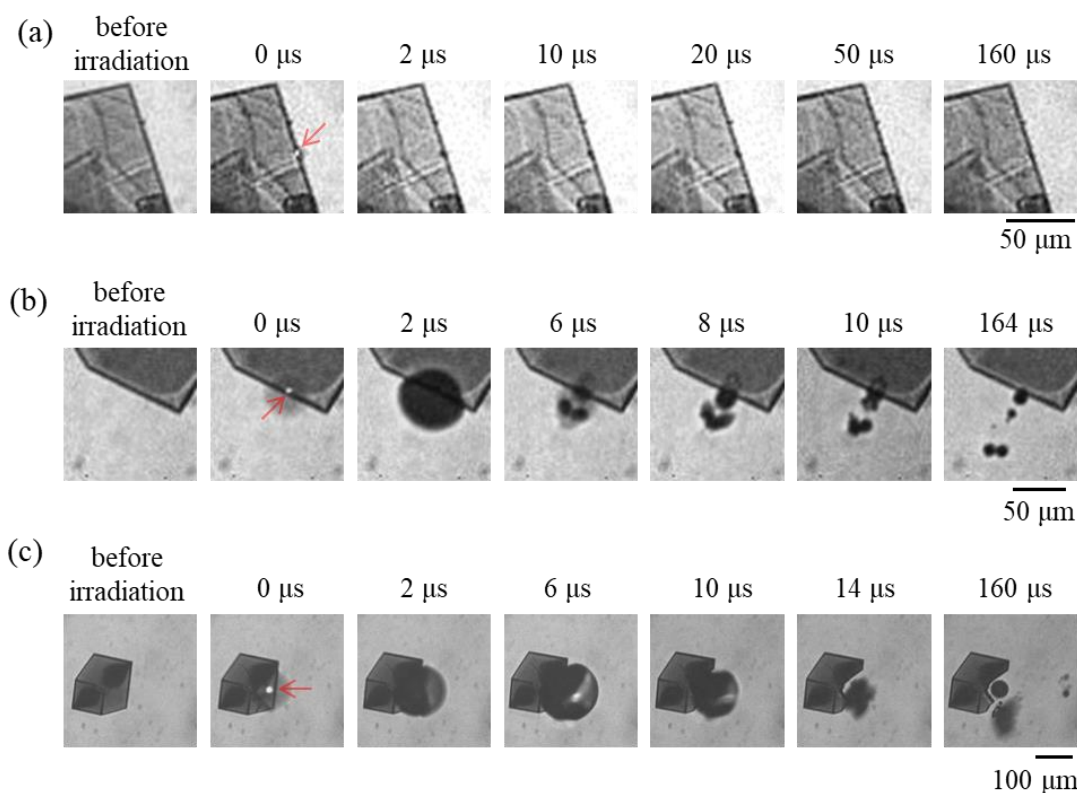 (a)
before
irradiation 0 μs 2 μs 10 μs 20 μs 50 μs 160 μs
50 μm
(b)
before
irradiation 0 μs 2 μs 6 μs 8 μs 10 μs 164 μs
50 μm
(c)
before
irradiation 0 μs 2 μs 6 μs 10 μs 14 μs 160 μs
100 μm